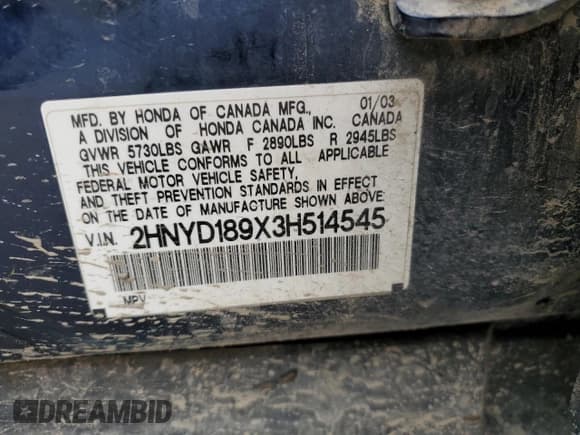 MFD. BY HONDA OF CANADA MFG., 01/03
A DIVISION OF HONDA CANADA INC. CANADA
GVWR 5730LBS GAWR F 2890LBS R 2945LBS
THIS VEHICLE CONFORMS TO ALL APPLICABLE
FEDERAL MOTOR VEHICLE SAFETY,
AND THEFT PREVENTION STANDARDS IN EFFECT
ON THE DATE OF MANUFACTURE SHOWN ABOVE:
V.I.N. 2HNYD189X3H514545
MPV
DREAMBID